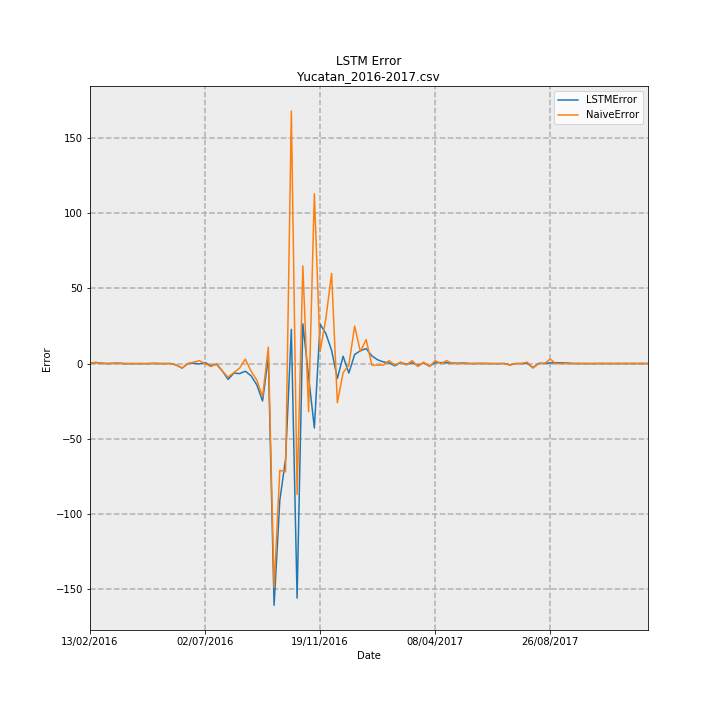 LSTM Error
Yucatan_2016-2017.csv
LSTMError
NaiveError
150
100
50
0
−50
−100
−150
Error
13/02/2016
02/07/2016
19/11/2016
08/04/2017
26/08/2017
Date